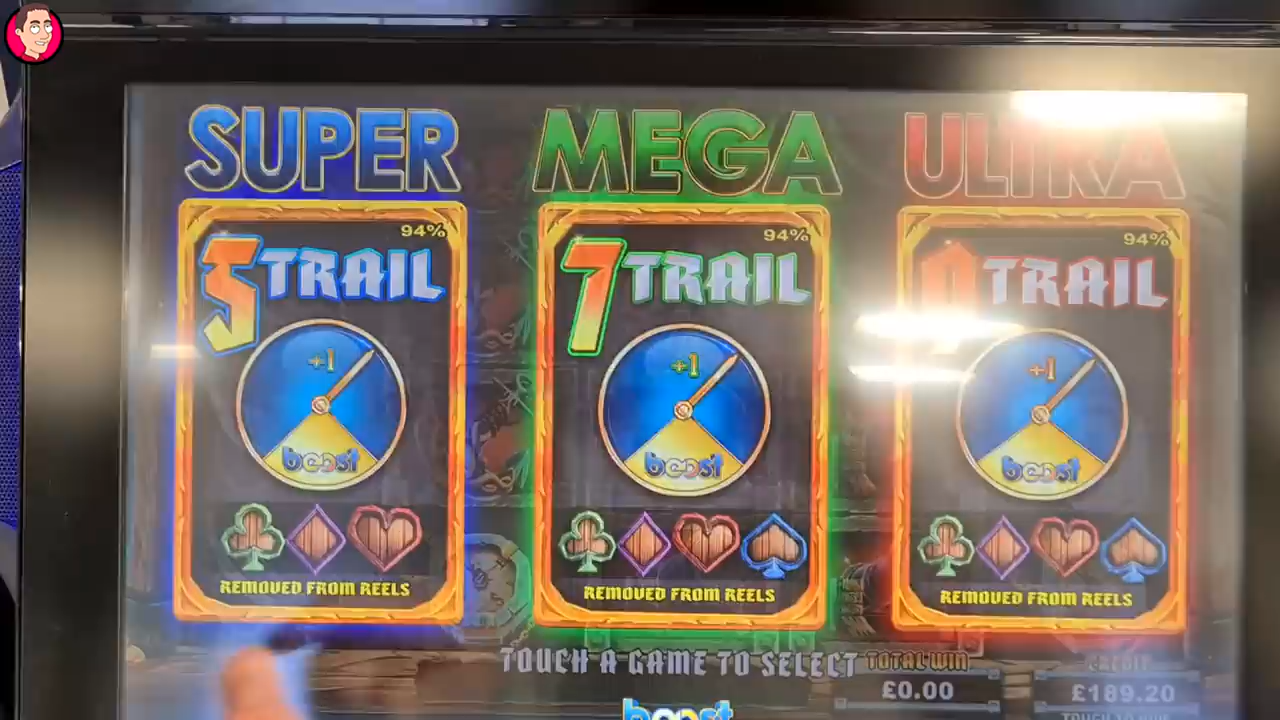 SUPER MEGA ULTRA
94% 94% 94%
5 TRAIL 7 TRAIL TRAIL
+1 +1 +1
boost boost boost
REMOVED FROM REELS REMOVED FROM REELS REMOVED FROM REELS
TOUCH A GAME TO SELECT TOTAL WIN CREDIT
£0.00 £189.20
boost